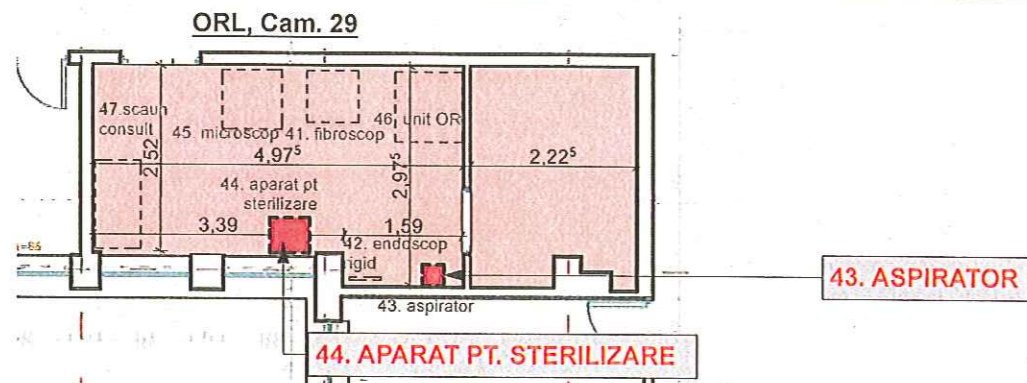 ORL, Cam. 29
47.scaun
consult
45. microscop 41. fibroscop
46. unit OR
2,52
4,97⁵
2,97⁵
2,22⁵
44. aparat pt
sterilizare
3,39
1,59
42. endoscop
rigid
43. aspirator
43. ASPIRATOR
44. APARAT PT. STERILIZARE